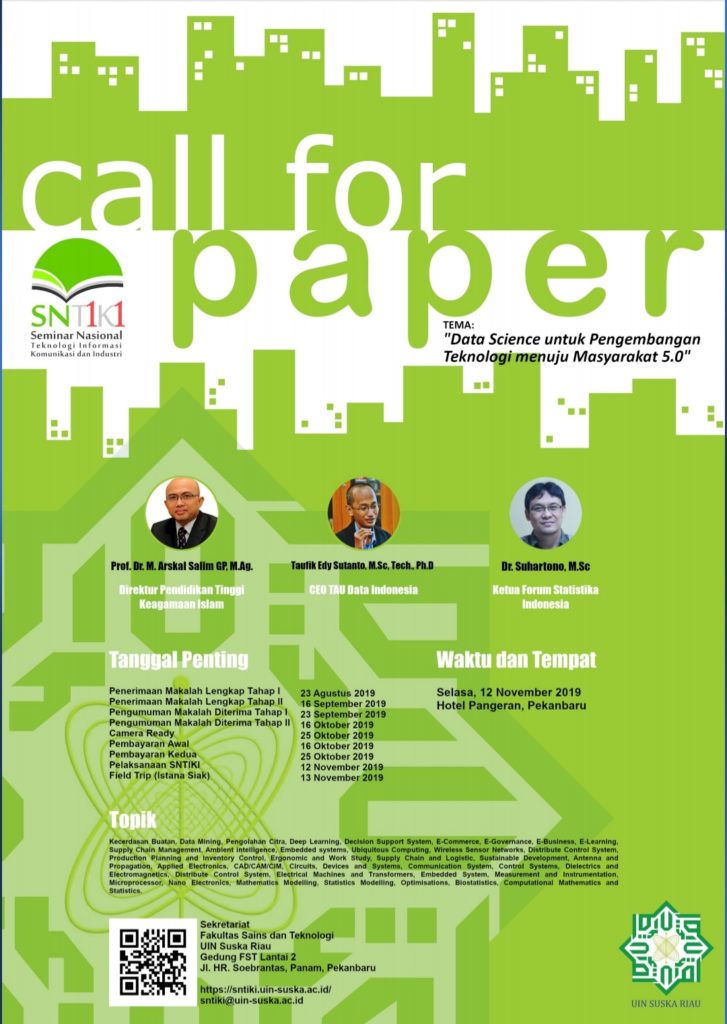 call for
paper
SNT1K1
Seminar Nasional
Teknologi Informasi
Komunikasi dan Industri
TEMA:
"Data Science untuk Pengembangan
Teknologi menuju Masyarakat 5.0"
Prof. Dr. M. Arskal Salim GP, M.Ag.
Direktur Pendidikan Tinggi
Keagamaan Islam
Taufik Edy Sutanto, M.Sc, Tech., Ph.D
CEO TAU Data Indonesia
Dr. Suhartono, M.Sc
Ketua Forum Statistika
Indonesia
Tanggal Penting
Penerimaan Makalah Lengkap Tahap I 23 Agustus 2019
Penerimaan Makalah Lengkap Tahap II 16 September 2019
Pengumuman Makalah Diterima Tahap I 23 September 2019
Pengumuman Makalah Diterima Tahap II 16 Oktober 2019
Camera Ready 25 Oktober 2019
Pembayaran Awal 16 Oktober 2019
Pembayaran Kedua 25 Oktober 2019
Pelaksanaan SNTIKI 12 November 2019
Field Trip (Istana Siak) 13 November 2019
Waktu dan Tempat
Selasa, 12 November 2019
Hotel Pangeran, Pekanbaru
Topik
Kecerdasan Buatan, Data Mining, Pengolahan Citra, Deep Learning, Decision Support System, E-Commerce, E-Governance, E-Business, E-Learning,
Supply Chain Management, Ambient intelligence, Embedded systems, Ubiquitous Computing, Wireless Sensor Networks, Distribute Control System,
Production Planning and Inventory Control, Ergonomic and Work Study, Supply Chain and Logistic, Sustainable Development, Antenna and
Propagation, Applied Electronics, CAD/CAM/CIM, Circuits, Devices and Systems, Communication System, Control Systems, Dielectrics and
Electromagnetics, Distribute Control System, Electrical Machines and Transformers, Embedded System, Measurement and Instrumentation,
Microprocessor, Nano Electronics, Mathematics Medelling, Statistics Modelling, Optimisations, Biostatistics, Computational Mathematics and
Statistics.
Sekretariat
Fakultas Sains dan Teknologi
UIN Suska Riau
Gedung FST Lantai 2
Jl. HR. Soebrantas, Panam, Pekanbaru
https://sntiki.uin-suska.ac.id/
sntiki@uin-suska.ac.id
UIN SUSKA RIAU